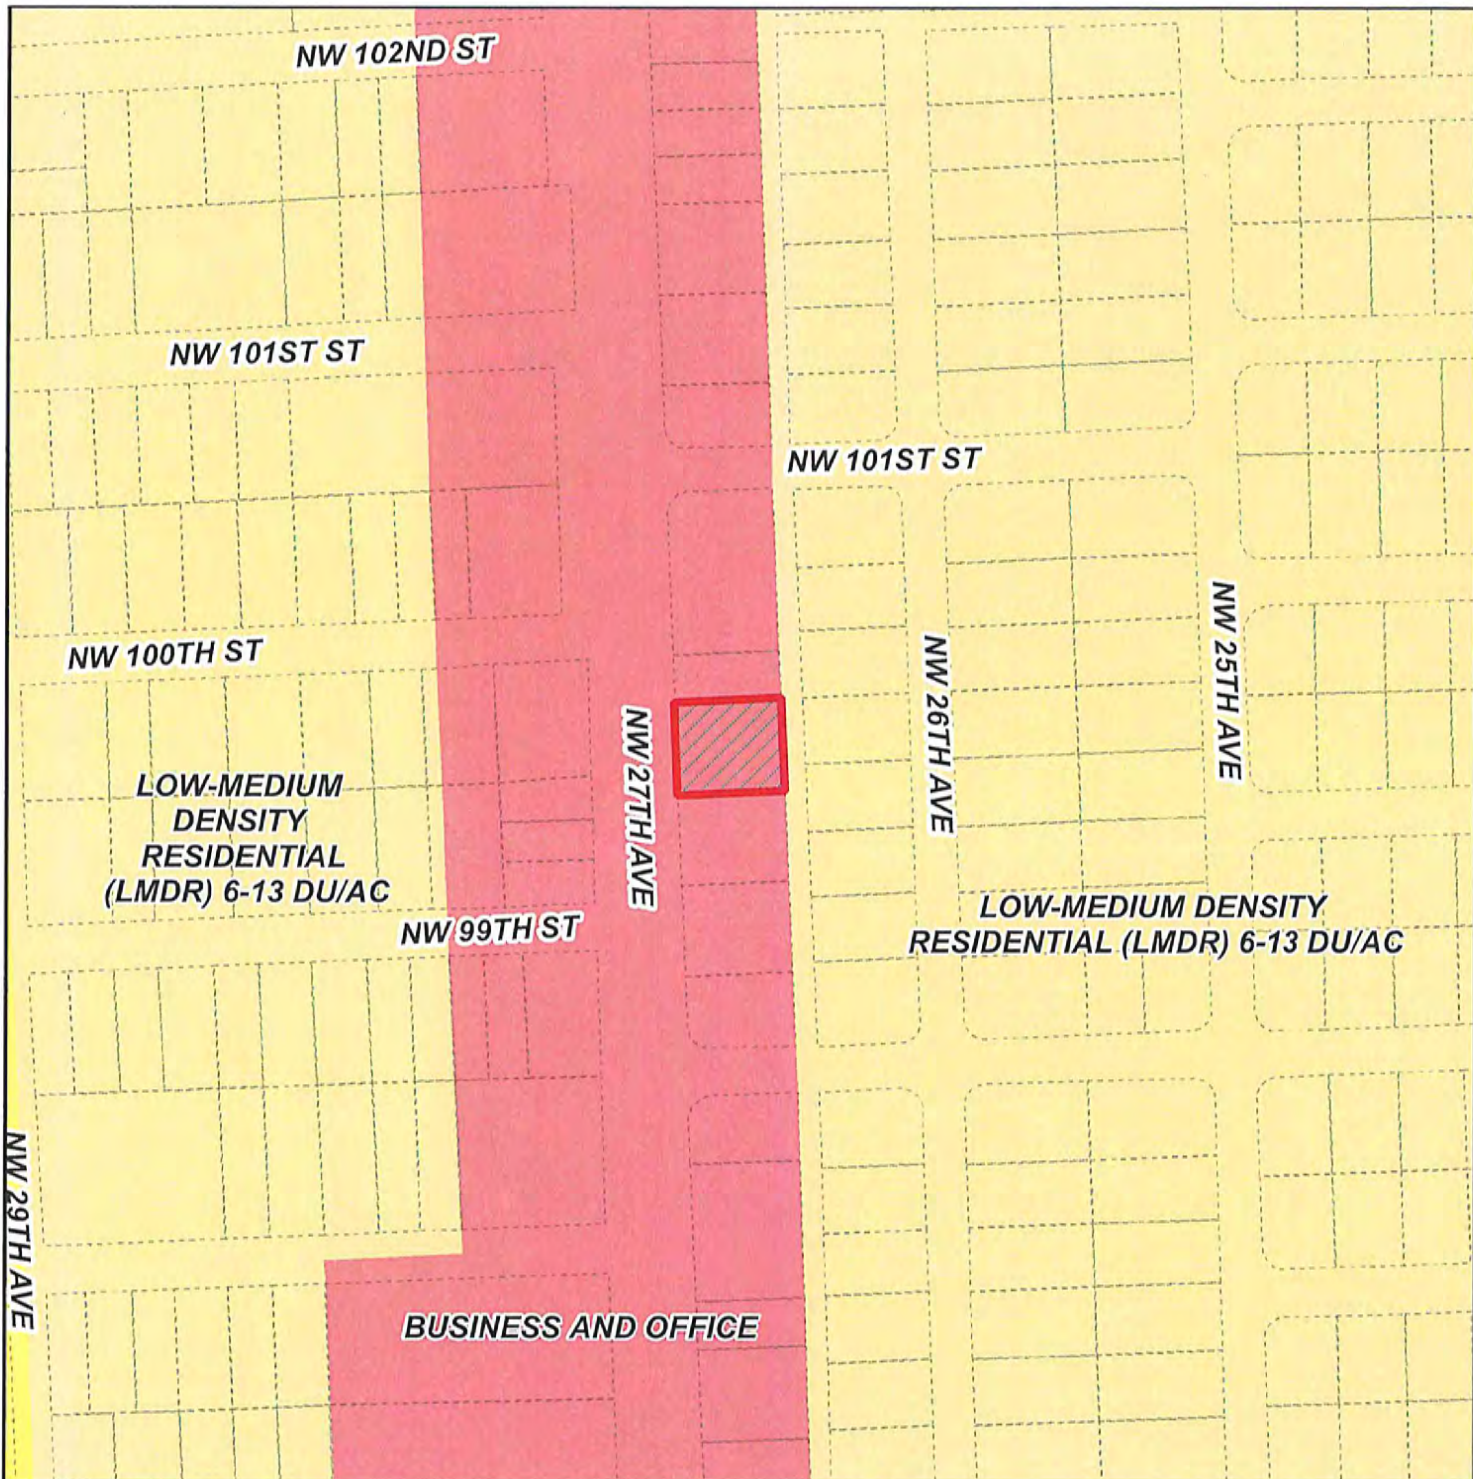 NW 102ND ST
NW 101ST ST
NW 101ST ST
NW 100TH ST
NW 25TH AVE
NW 26TH AVE
NW 27TH AVE
LOW-MEDIUM
DENSITY
RESIDENTIAL
(LMDR) 6-13 DU/AC
LOW-MEDIUM DENSITY
RESIDENTIAL (LMDR) 6-13 DU/AC
NW 99TH ST
NW 29TH AVE
BUSINESS AND OFFICE